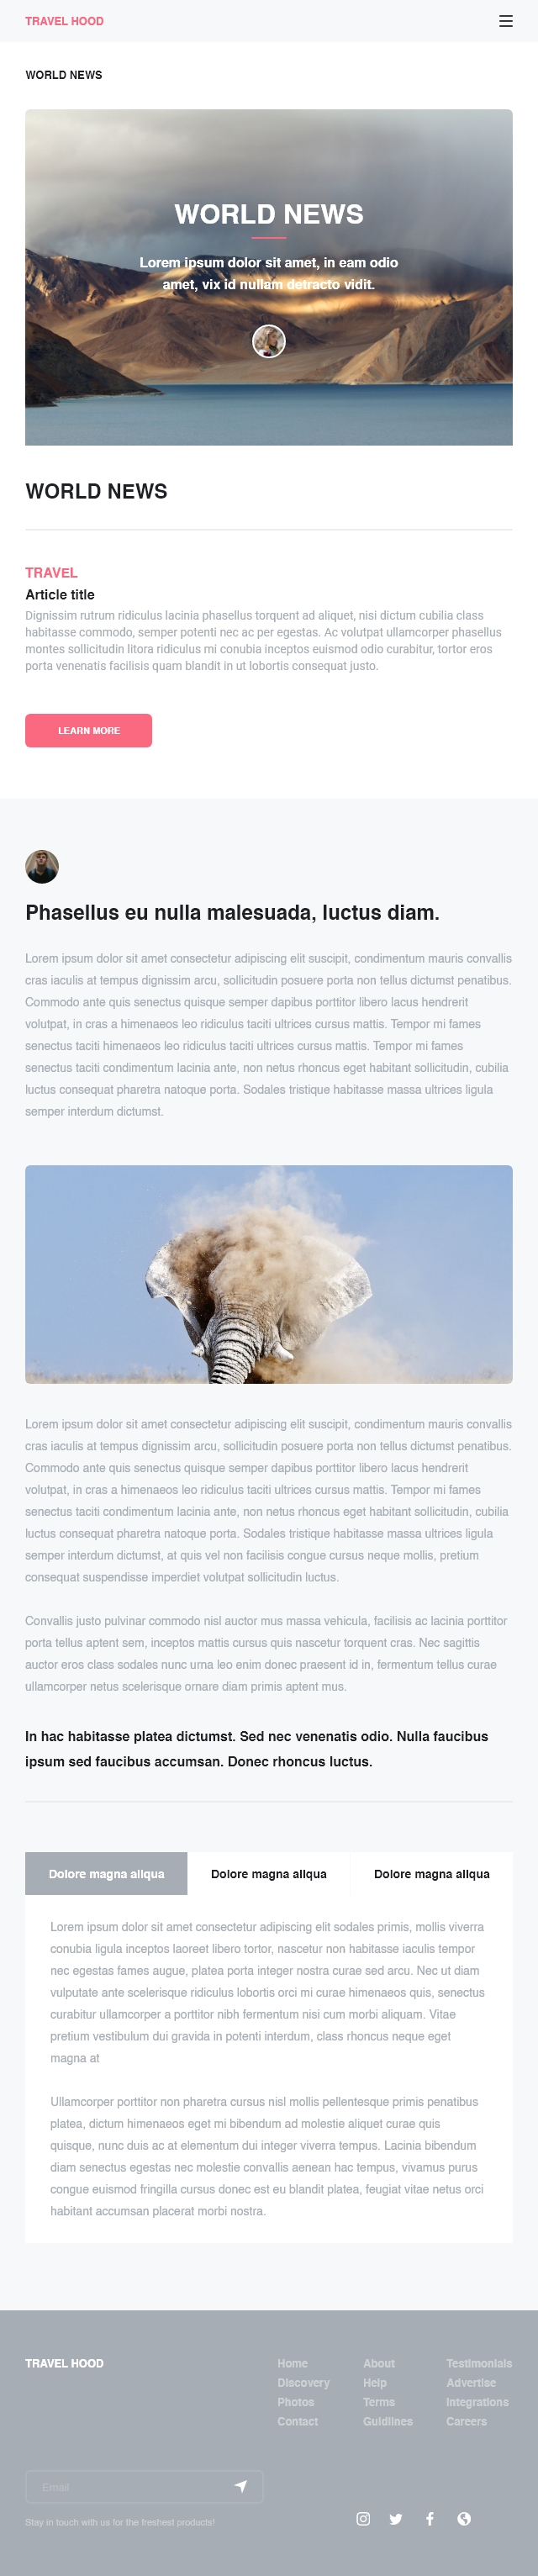 TRAVEL HOOD
WORLD NEWS
WORLD NEWS
Lorem ipsum dolor sit amet, in eam odio
amet, vix id nullam detracto vidit.
WORLD NEWS
TRAVEL
Article title
Dignissim rutrum ridiculus lacinia phasellus torquent ad aliquet, nisi dictum cubilia class
habitasse commodo, semper potenti nec ac per egestas. Ac volutpat ullamcorper phasellus
montes sollicitudin litora ridiculus mi conubia inceptos euismod odio curabitur, tortor eros
porta venenatis facilisis quam blandit in ut lobortis consequat justo.
LEARN MORE
Phasellus eu nulla malesuada, luctus diam.
Lorem ipsum dolor sit amet consectetur adipiscing elit suscipit, condimentum mauris convallis
cras iaculis at tempus dignissim arcu, sollicitudin posuere porta non tellus dictumst penatibus.
Commodo ante quis senectus quisque semper dapibus porttitor libero lacus hendrerit
volutpat, in cras a himenaeos leo ridiculus taciti ultrices cursus mattis. Tempor mi fames
senectus taciti himenaeos leo ridiculus taciti ultrices cursus mattis. Tempor mi fames
senectus taciti condimentum lacinia ante, non netus rhoncus eget habitant sollicitudin, cubilia
luctus consequat pharetra natoque porta. Sodales tristique habitasse massa ultrices ligula
semper interdum dictumst.
Lorem ipsum dolor sit amet consectetur adipiscing elit suscipit, condimentum mauris convallis
cras iaculis at tempus dignissim arcu, sollicitudin posuere porta non tellus dictumst penatibus.
Commodo ante quis senectus quisque semper dapibus porttitor libero lacus hendrerit
volutpat, in cras a himenaeos leo ridiculus taciti ultrices cursus mattis. Tempor mi fames
senectus taciti condimentum lacinia ante, non netus rhoncus eget habitant sollicitudin, cubilia
luctus consequat pharetra natoque porta. Sodales tristique habitasse massa ultrices ligula
semper interdum dictumst, at quis vel non facilisis congue cursus neque mollis, pretium
consequat suspendisse imperdiet volutpat sollicitudin luctus.
Convallis justo pulvinar commodo nisl auctor mus massa vehicula, facilisis ac lacinia porttitor
porta tellus aptent sem, inceptos mattis cursus quis nascetur torquent cras. Nec sagittis
auctor eros class sodales nunc urna leo enim donec praesent id in, fermentum tellus curae
ullamcorper netus scelerisque ornare diam primis aptent mus.
In hac habitasse platea dictumst. Sed nec venenatis odio. Nulla faucibus
ipsum sed faucibus accumsan. Donec rhoncus luctus.
Dolore magna aliqua Dolore magna aliqua Dolore magna aliqua
Lorem ipsum dolor sit amet consectetur adipiscing elit sodales primis, mollis viverra
conubia ligula inceptos laoreet libero tortor, nascetur non habitasse iaculis tempor
nec egestas fames augue, platea porta integer nostra curae sed arcu. Nec ut diam
vulputate ante scelerisque ridiculus lobortis orci mi curae himenaeos quis, senectus
curabitur ullamcorper a porttitor nibh fermentum nisi cum morbi aliquam. Vitae
pretium vestibulum dui gravida in potenti interdum, class rhoncus neque eget
magna at
Ullamcorper porttitor non pharetra cursus nisl mollis pellentesque primis penatibus
platea, dictum himenaeos eget mi bibendum ad molestie aliquet curae quis
quisque, nunc duis ac at elementum dui integer viverra tempus. Lacinia bibendum
diam senectus egestas nec molestie convallis aenean hac tempus, vivamus purus
congue euismod fringilla cursus donec est eu blandit platea, feugiat vitae netus orci
habitant accumsan placerat morbi nostra.
TRAVEL HOOD
Home About Testimonials
Discovery Help Advertise
Photos Terms Integrations
Contact Guidlines Careers
Email
Stay in touch with us for the freshest products!